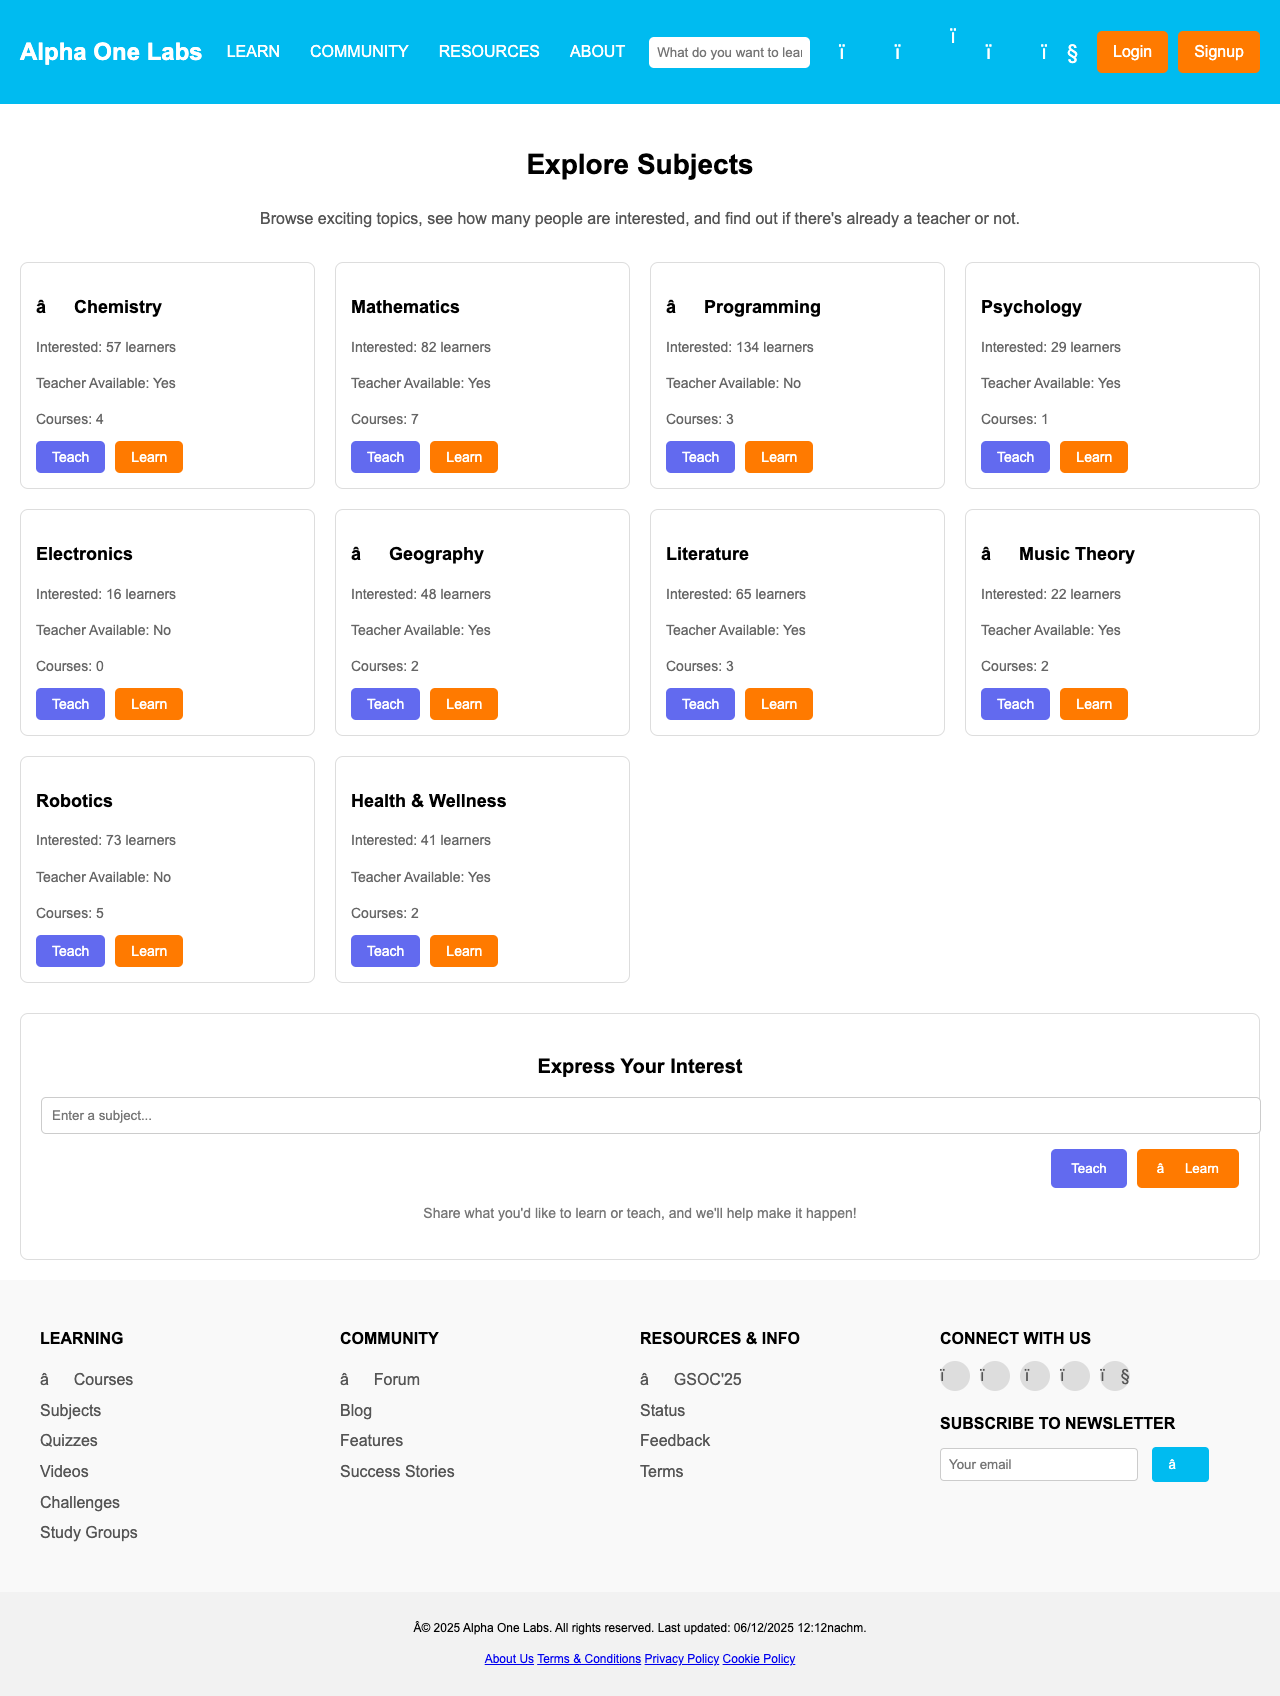 Alpha One Labs LEARN COMMUNITY RESOURCES ABOUT What do you want to lear ï ï ï ï ï § Login Signup
Explore Subjects
Browse exciting topics, see how many people are interested, and find out if there's already a teacher or not.
â Chemistry
Interested: 57 learners
Teacher Available: Yes
Courses: 4
Teach Learn
Mathematics
Interested: 82 learners
Teacher Available: Yes
Courses: 7
Teach Learn
â Programming
Interested: 134 learners
Teacher Available: No
Courses: 3
Teach Learn
Psychology
Interested: 29 learners
Teacher Available: Yes
Courses: 1
Teach Learn
Electronics
Interested: 16 learners
Teacher Available: No
Courses: 0
Teach Learn
â Geography
Interested: 48 learners
Teacher Available: Yes
Courses: 2
Teach Learn
Literature
Interested: 65 learners
Teacher Available: Yes
Courses: 3
Teach Learn
â Music Theory
Interested: 22 learners
Teacher Available: Yes
Courses: 2
Teach Learn
Robotics
Interested: 73 learners
Teacher Available: No
Courses: 5
Teach Learn
Health & Wellness
Interested: 41 learners
Teacher Available: Yes
Courses: 2
Teach Learn
Express Your Interest
Enter a subject...
Teach â Learn
Share what you'd like to learn or teach, and we'll help make it happen!
LEARNING
â Courses
Subjects
Quizzes
Videos
Challenges
Study Groups
COMMUNITY
â Forum
Blog
Features
Success Stories
RESOURCES & INFO
â GSOC'25
Status
Feedback
Terms
CONNECT WITH US
ï ï ï ï ï §
SUBSCRIBE TO NEWSLETTER
Your email â
Â© 2025 Alpha One Labs. All rights reserved. Last updated: 06/12/2025 12:12nachm.
About Us Terms & Conditions Privacy Policy Cookie Policy